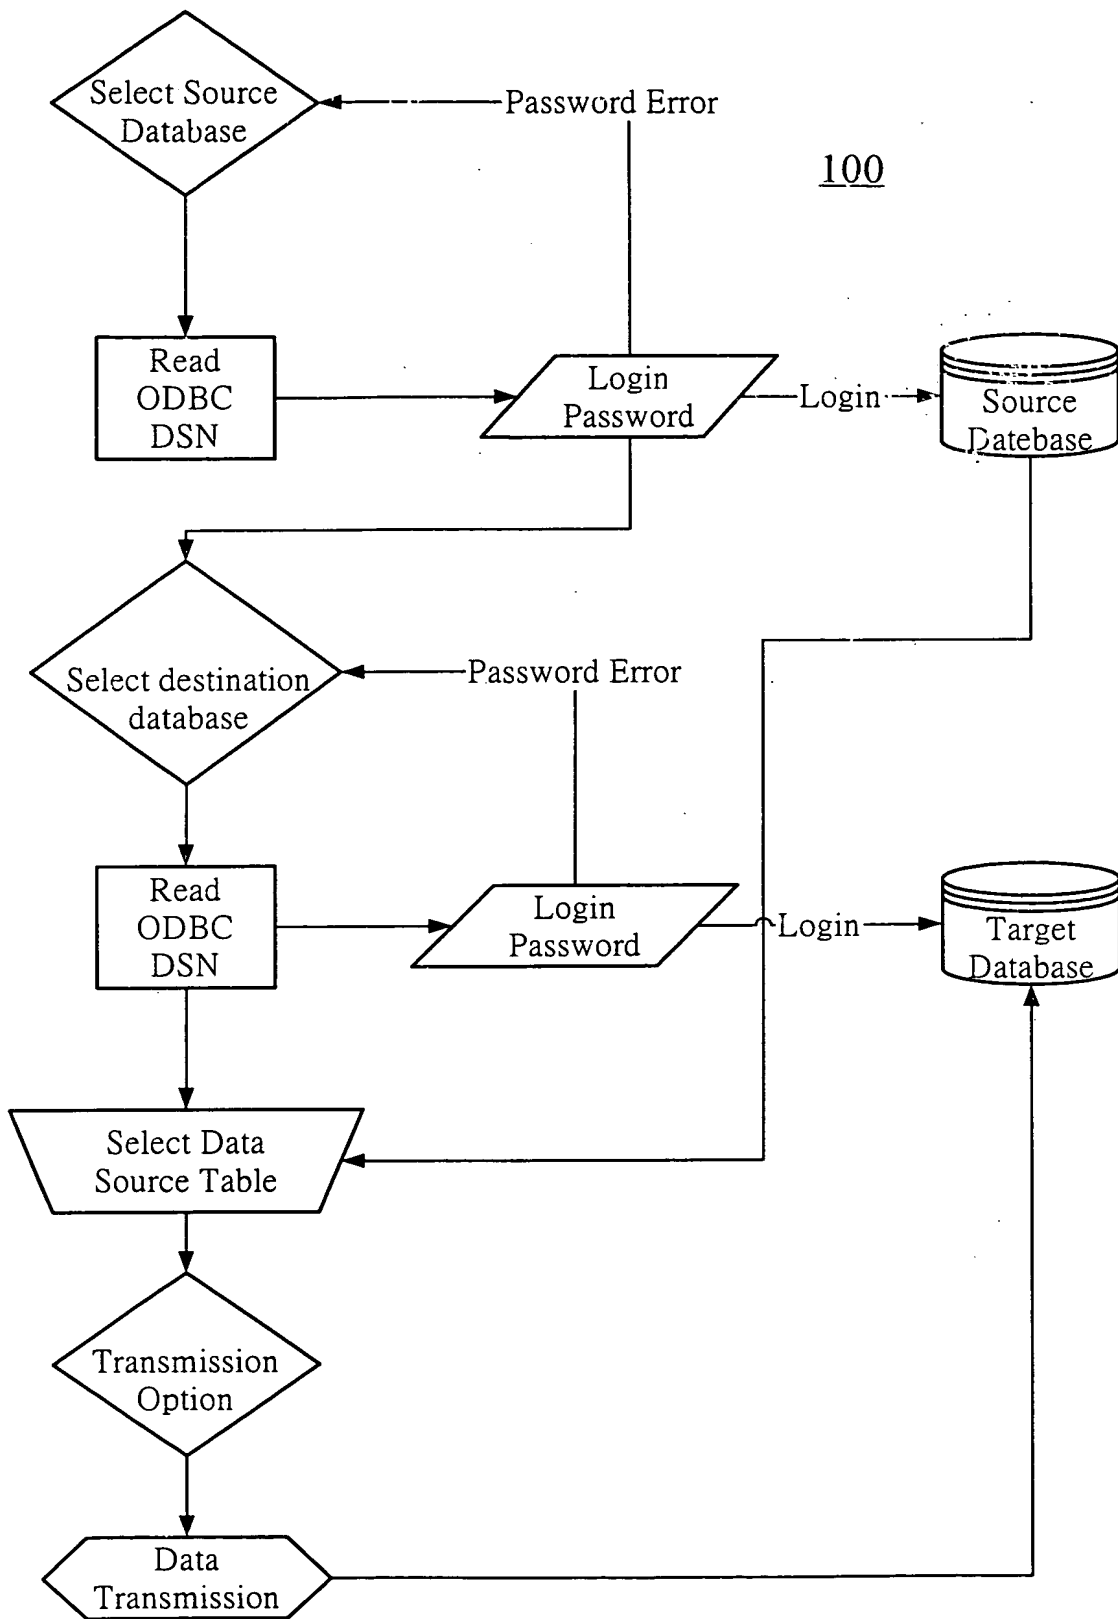 Select Source
Database
Password Error
100
Read
ODBC
DSN
Login
Password
Login
Source
Datebase
Select destination
database
Password Error
Read
ODBC
DSN
Login
Password
Login
Target
Database
Select Data
Source Table
Transmission
Option
Data
Transmission